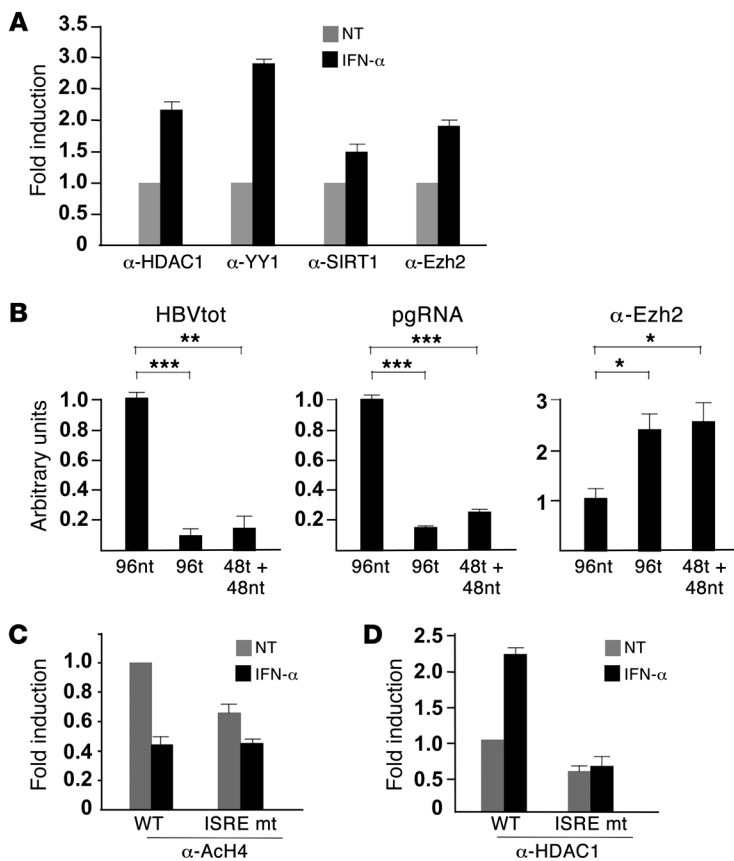 A
3.5
3.0
2.5
2.0
1.5
1.0
0.5
0
Fold induction
NT
IFN-α
α-HDAC1 α-YY1 α-SIRT1 α-Ezh2
B
HBVtot
**
***
1.0
0.8
0.6
0.4
0.2
Arbitrary units
96nt 96t 48t +
48nt
pgRNA
***
***
1.0
0.8
0.6
0.4
0.2
96nt 96t 48t +
48nt
α-Ezh2
*
*
3
2
1
96nt 96t 48t +
48nt
C
1.0
0.8
0.6
0.4
0.2
0
Fold induction
NT
IFN-α
WT ISRE mt
α-AcH4
D
2.5
2.0
1.5
1.0
0.5
0
Fold induction
NT
IFN-α
WT ISRE mt
α-HDAC1